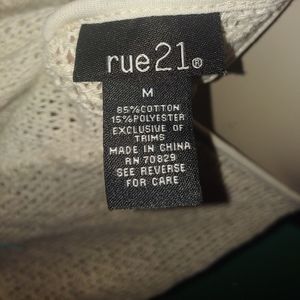 rue21®
M
85%COTTON
15%POLYESTER
EXCLUSIVE OF
TRIMS
MADE IN CHINA
RN 70829
SEE REVERSE
FOR CARE